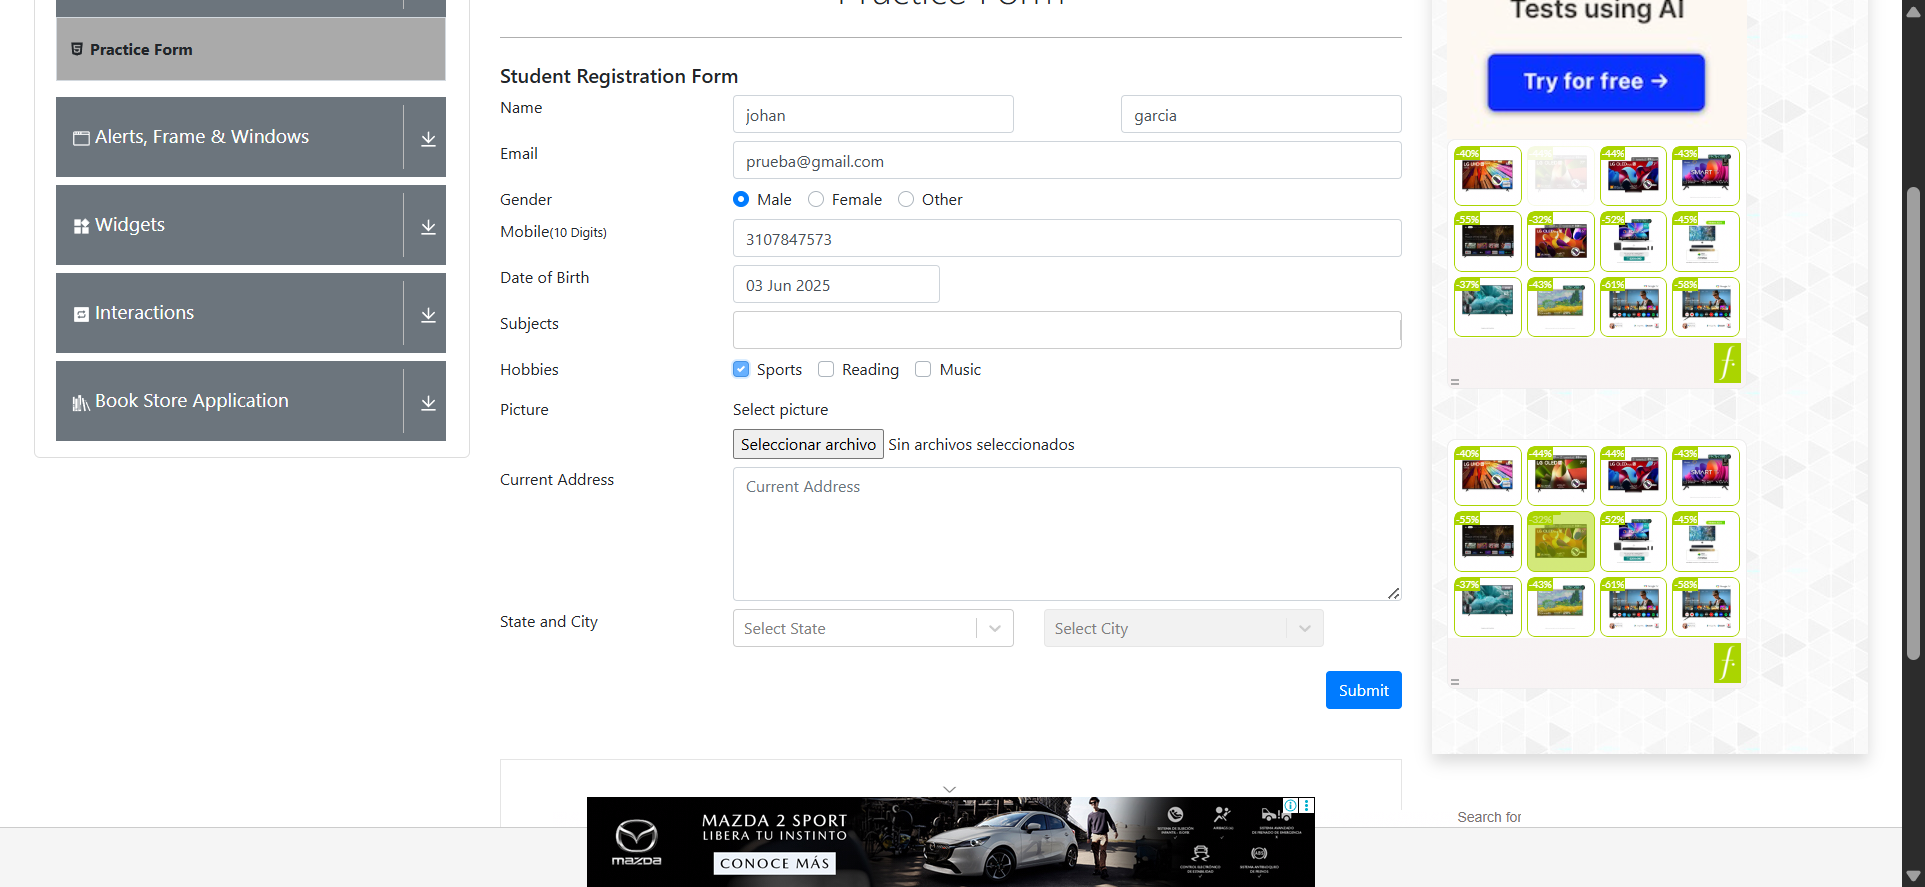 Practice Form
Practice Form
Alerts, Frame & Windows
Widgets
Interactions
Book Store Application
Student Registration Form
Name
johan
garcia
Email
prueba@gmail.com
Gender
Male
Female
Other
Mobile(10 Digits)
3107847573
Date of Birth
03 Jun 2025
Subjects
Hobbies
Sports
Reading
Music
Picture
Select picture
Seleccionar archivo Sin archivos seleccionados
Current Address
Current Address
State and City
Select State
Select City
Submit
Tests using AI
Try for free →
-40%
-44%
-43%
-55%
-32%
-52%
-45%
-37%
-43%
-61%
-58%
-40%
-44%
-44%
-43%
-55%
-32%
-52%
-45%
-37%
-43%
-61%
-58%
Search for
mazda
MAZDA 2 SPORT
LIBERA TU INSTINTO
CONOCE MÁS